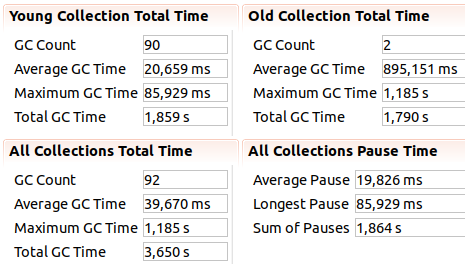 Young Collection Total Time
GC Count 90
Average GC Time 20,659 ms
Maximum GC Time 85,929 ms
Total GC Time 1,859 s
Old Collection Total Time
GC Count 2
Average GC Time 895,151 ms
Maximum GC Time 1,185 s
Total GC Time 1,790 s
All Collections Total Time
GC Count 92
Average GC Time 39,670 ms
Maximum GC Time 1,185 s
Total GC Time 3,650 s
All Collections Pause Time
Average Pause 19,826 ms
Longest Pause 85,929 ms
Sum of Pauses 1,864 s